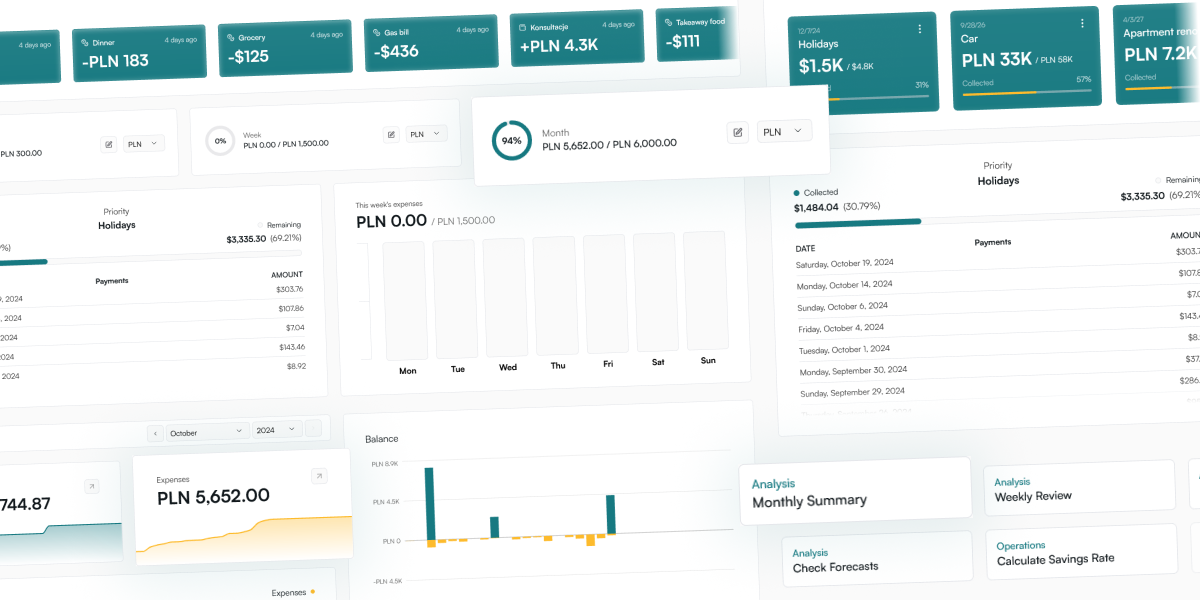 4 days ago
Dinner
4 days ago
-PLN 183
Grocery
4 days ago
-$125
Gas bill
4 days ago
-$436
Konsultacje
4 days ago
+PLN 4.3K
Takeaway food
-$111
12/7/24
Holidays
$1.5K / $4.8K
31%
9/28/26
Car
PLN 33K / PLN 58K
Collected
57%
4/3/27
Apartment reno
PLN 7.2K
Collected
PLN 300.00
PLN
0%
Week
PLN 0.00 / PLN 1,500.00
PLN
94%
Month
PLN 5,652.00 / PLN 6,000.00
PLN
Priority
Holidays
Remaining
$3,335.30 (69.21%)
Payments
AMOUNT
9, 2024
$303.76
, 2024
$107.86
2024
$7.04
2024
$143.46
2024
$8.92
This week's expenses
PLN 0.00 / PLN 1,500.00
Mon
Tue
Wed
Thu
Fri
Sat
Sun
Priority
Holidays
Collected
$1,484.04 (30.79%)
Remaining
$3,335.30 (69.21%
DATE
Payments
AMOUN
Saturday, October 19, 2024
$303.7
Monday, October 14, 2024
$107.8
Sunday, October 6, 2024
$7.0
Friday, October 4, 2024
$143.4
Tuesday, October 1, 2024
$8.
Monday, September 30, 2024
$37.
Sunday, September 29, 2024
$286.
October
2024
744.87
Expenses
PLN 5,652.00
Expenses
Balance
PLN 8.9K
PLN 4.5K
PLN 0
-PLN 4.5K
Analysis
Monthly Summary
Analysis
Weekly Review
Analysis
Check Forecasts
Operations
Calculate Savings Rate